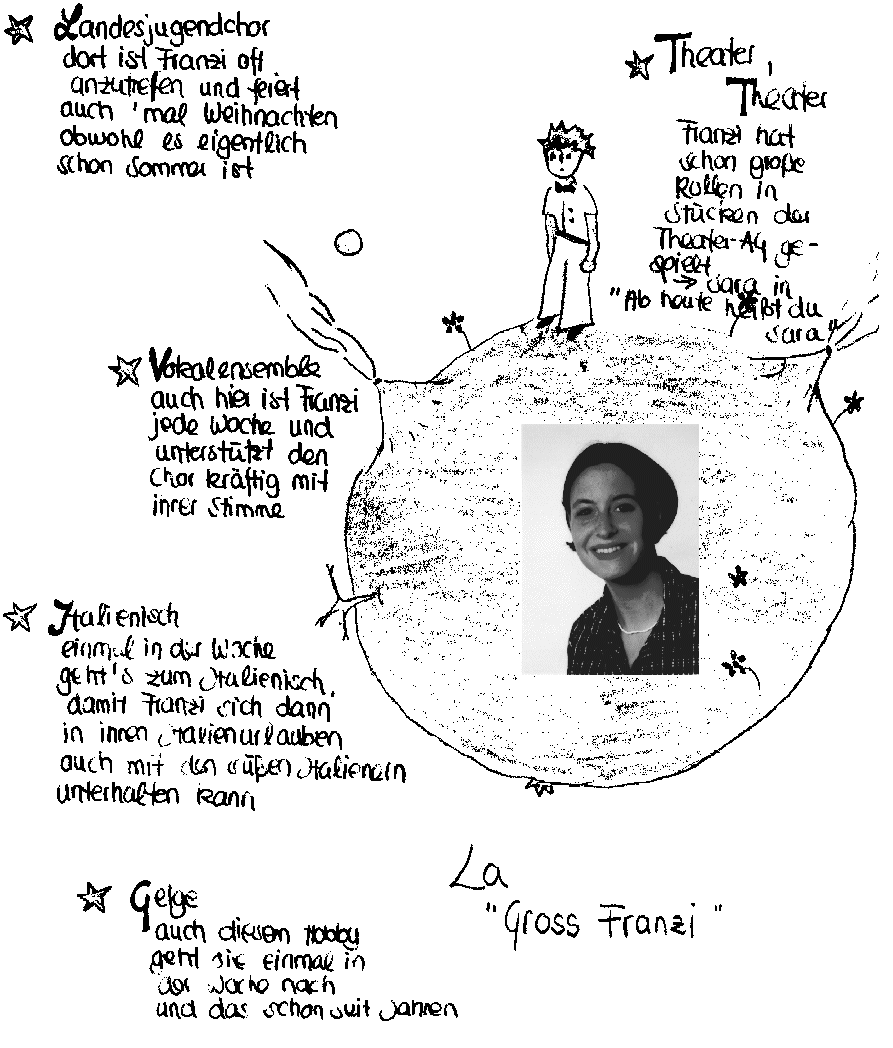 Landesjugendchor
dort ist Franzi oft
anzutrefen und feiert
auch 'mal Weihnachten
obwohl es eigentlich
schon Sommer ist
Theater,
Theater
Franzi hat
schon große
Rollen in
Stücken der
Theater-AG ge-
spielt
→ Sara in
"Ab heute heißt du
Sara"
Vokalensemble
auch hier ist Franzi
jede Woche und
unterstützt den
Chor kräftig mit
ihrer Stimme
Italienisch
einmal in der Woche
geht's zum Italienisch,
damit Franzi sich dann
in ihren Italienurlauben
auch mit den süßen Italienern
unterhalten kann
Geige
auch diesem Hobby
geht sie einmal in
der Woche nach
und das schon seit Jahren
La
"Gross Franzi"